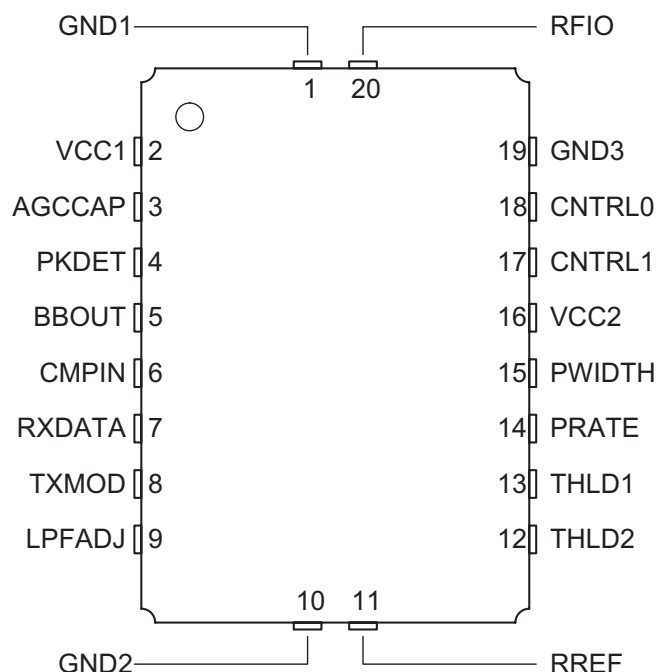 GND1 RFIO
1 20
VCC1 2 19 GND3
AGCCAP 3 18 CNTRL0
PKDET 4 17 CNTRL1
BBOUT 5 16 VCC2
CMPIN 6 15 PWIDTH
RXDATA 7 14 PRATE
TXMOD 8 13 THLD1
LPFADJ 9 12 THLD2
10 11
GND2 RREF